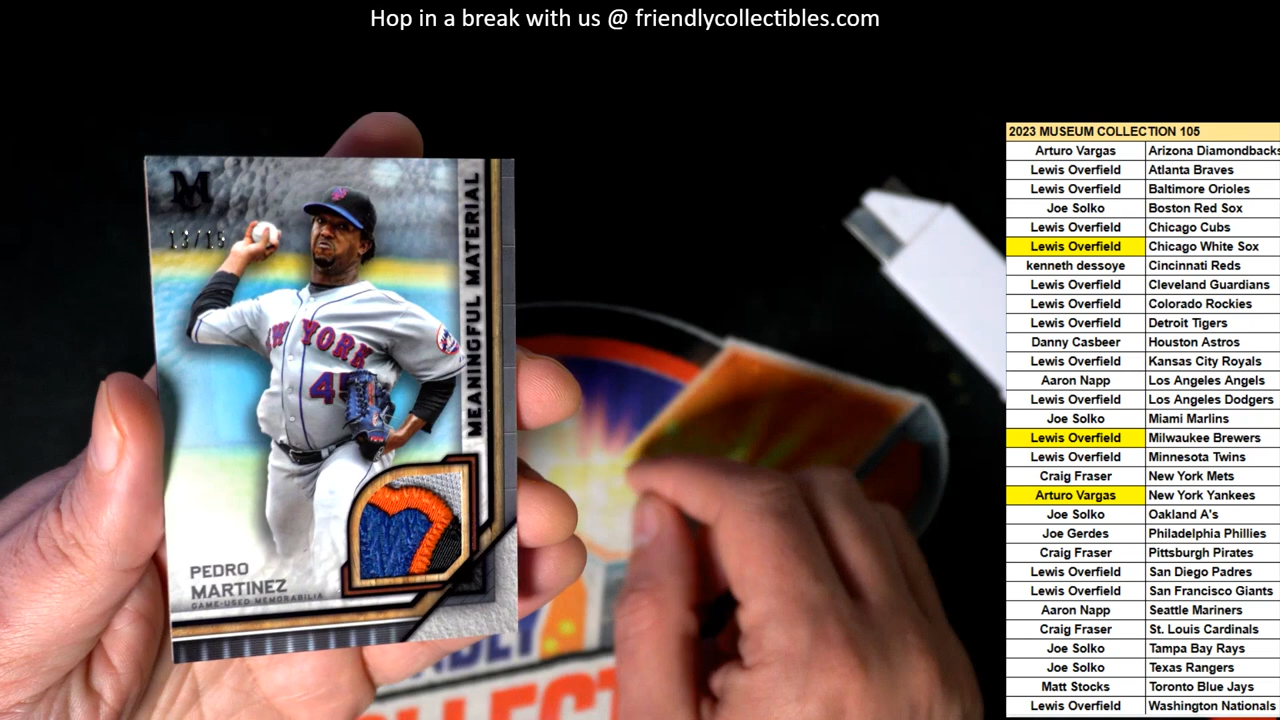 Hop in a break with us @ friendlycollectibles.com
M
13/15
MEANINGFUL MATERIAL
NEW YORK
45
PEDRO
MARTINEZ
GAME-USED MEMORABILIA
2023 MUSEUM COLLECTION 105
Arturo Vargas Arizona Diamondbacks
Lewis Overfield Atlanta Braves
Lewis Overfield Baltimore Orioles
Joe Solko Boston Red Sox
Lewis Overfield Chicago Cubs
Lewis Overfield Chicago White Sox
kenneth dessoye Cincinnati Reds
Lewis Overfield Cleveland Guardians
Lewis Overfield Colorado Rockies
Lewis Overfield Detroit Tigers
Danny Casbeer Houston Astros
Lewis Overfield Kansas City Royals
Aaron Napp Los Angeles Angels
Lewis Overfield Los Angeles Dodgers
Joe Solko Miami Marlins
Lewis Overfield Milwaukee Brewers
Lewis Overfield Minnesota Twins
Craig Fraser New York Mets
Arturo Vargas New York Yankees
Joe Solko Oakland A's
Joe Gerdes Philadelphia Phillies
Craig Fraser Pittsburgh Pirates
Lewis Overfield San Diego Padres
Lewis Overfield San Francisco Giants
Aaron Napp Seattle Mariners
Craig Fraser St. Louis Cardinals
Joe Solko Tampa Bay Rays
Joe Solko Texas Rangers
Matt Stocks Toronto Blue Jays
Lewis Overfield Washington Nationals